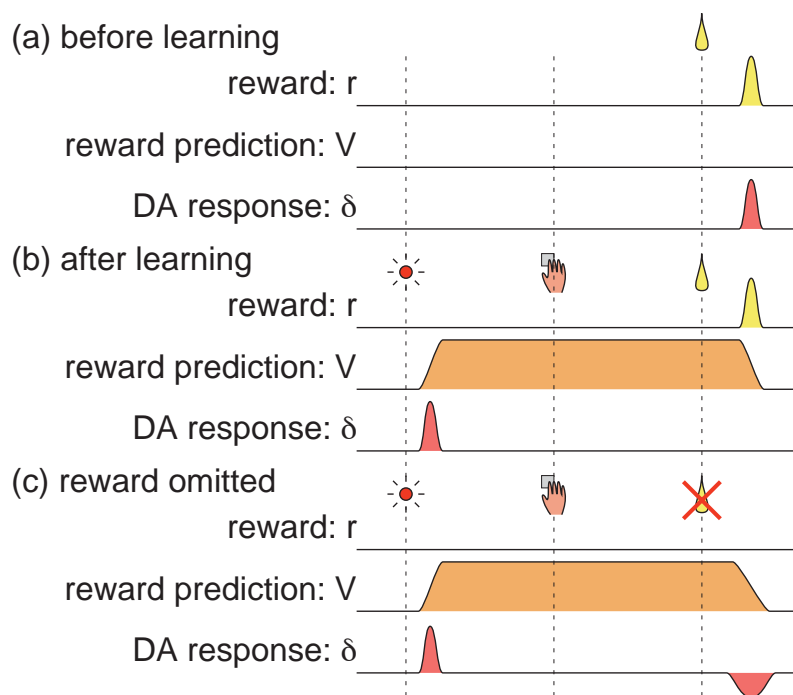 (a) before learning
reward: r
reward prediction: V
DA response: δ
(b) after learning
reward: r
reward prediction: V
DA response: δ
(c) reward omitted
reward: r
reward prediction: V
DA response: δ